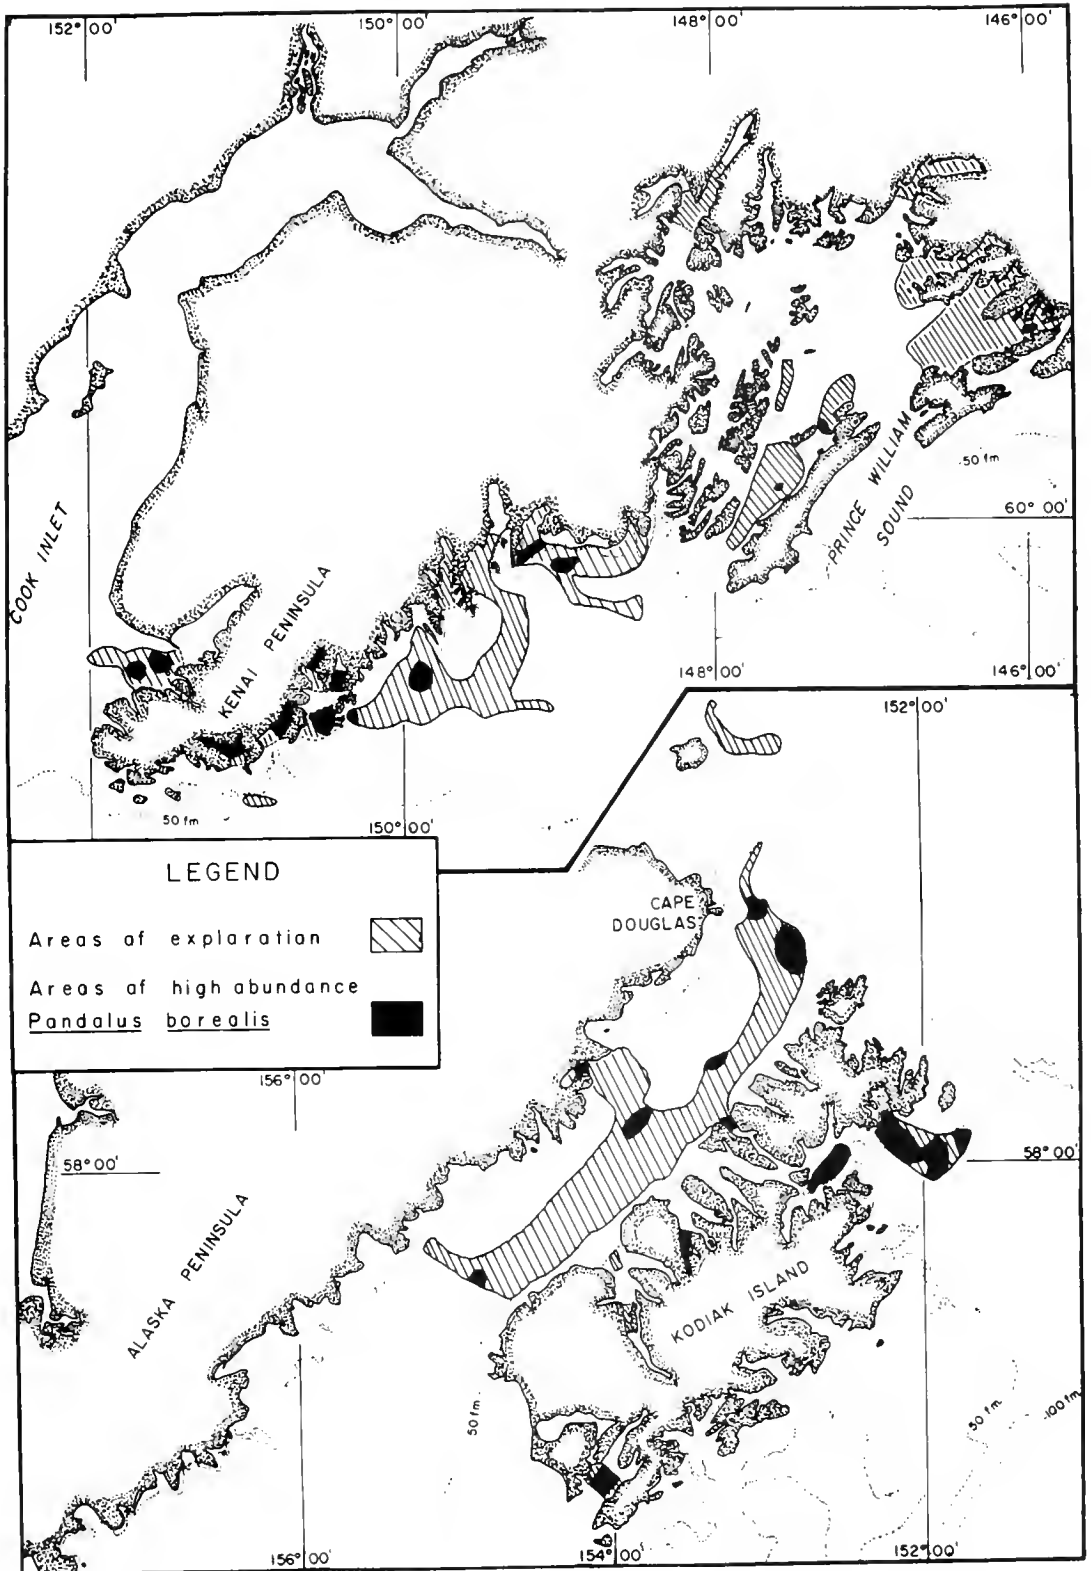 152°00'
150°00'
148°00'
146°00'
COOK INLET
KENAI PENINSULA
PRINCE WILLIAM
SOUND
50 fm
60° 00'
148°00'
146°00'
50 fm
150°00'
152°00'
LEGEND
Areas of explaration
Areas of high abundance
Pandalus borealis
CAPE
DOUGLAS
156°00'
58°00'
58°00'
ALASKA PENINSULA
KODIAK ISLAND
50 fm
50 fm
100 fm
156°00'
154°00'
152°00'